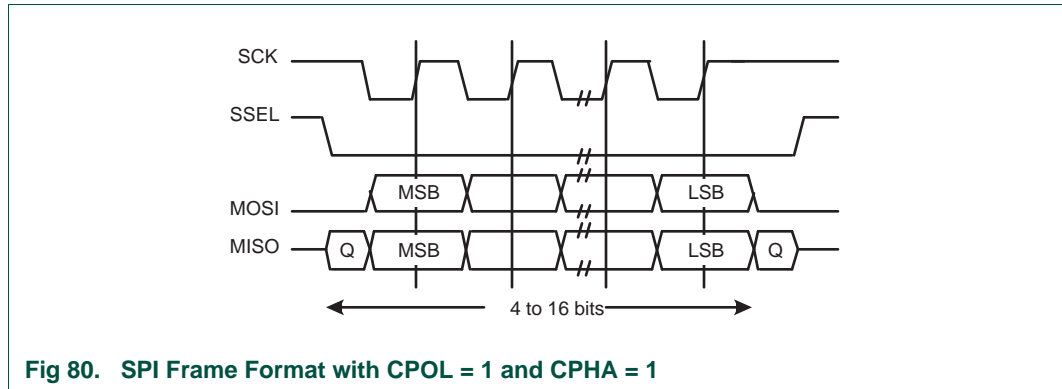 SCK
SSEL
MOSI MSB LSB
MISO Q MSB LSB Q
4 to 16 bits
Fig 80. SPI Frame Format with CPOL = 1 and CPHA = 1